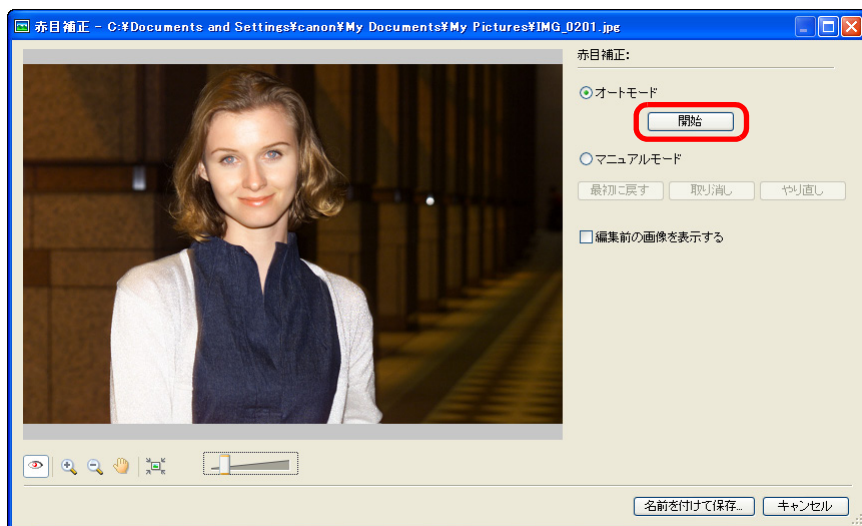 赤目補正 - C:¥Documents and Settings¥canon¥My Documents¥My Pictures¥IMG_0201.jpg
赤目補正:
オートモード
開始
マニュアルモード
最初に戻す 取り消し やり直し
編集前の画像を表示する
名前を付けて保存... キャンセル